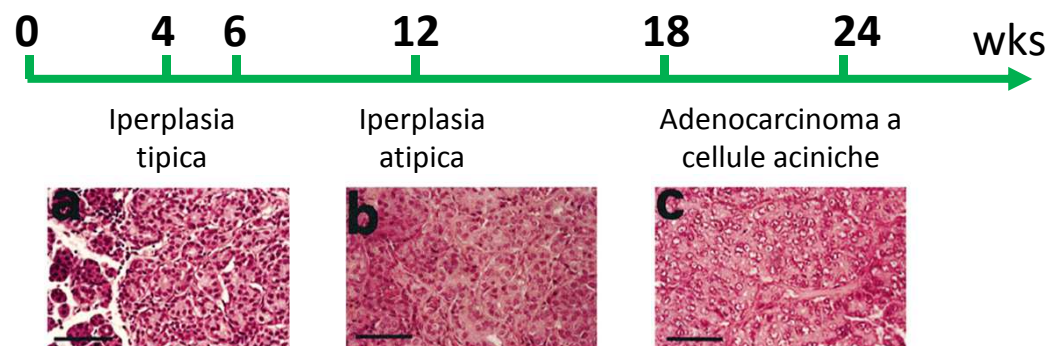 0 4 6 12 18 24 wks
Iperplasia
tipica
Iperplasia
atipica
Adenocarcinoma a
cellule aciniche
a b c